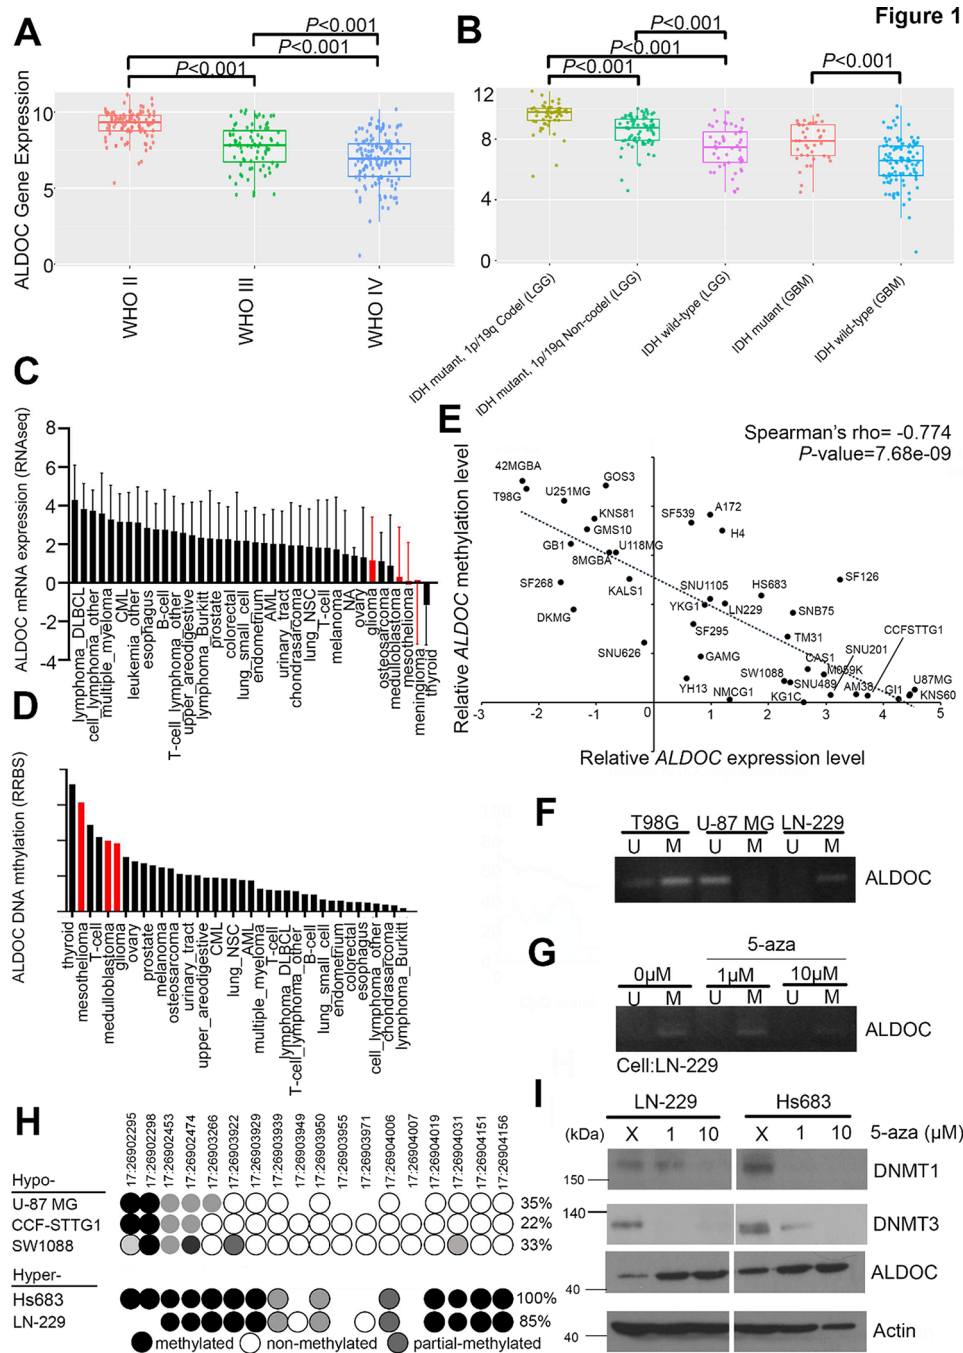 Figure 1
A
P<0.001
P<0.001
P<0.001
ALDOC Gene Expression
10
5
0
WHO II
WHO III
WHO IV
B
P<0.001
P<0.001
P<0.001
P<0.001
12
8
4
0
IDH mutant, 1p/19q Codel (LGG)
IDH mutant, 1p/19q Non-codel (LGG)
IDH wild-type (LGG)
IDH mutant (GBM)
IDH wild-type (GBM)
C
ALDOC mRNA expression (RNAseq)
8
6
4
2
0
-2
-4
lymphoma_DLBCL
cell_lymphoma_other
multiple_myeloma
CML
leukemia_other
esophagus
B-cell
T-cell_lymphoma_other
upper_areodigestive
lymphoma_Burkitt
prostate
colorectal
lung_small_cell
endometrium
AML
urinary_tract
chondrasarcoma
lung_NSC
T-cell
melanoma
NA
ovary
glioma
osteosarcoma
medulloblastoma
mesothelioma
meningioma
thyroid
D
ALDOC DNA mthylation (RRBS)
thyroid
mesothelioma
T-cell
medulloblastoma
glioma
ovary
prostate
melanoma
osteosarcoma
urinary_tract
upper_areodigestive
CML
lung_NSC
AML
multiple_myeloma
T-cell
lymphoma_DLBCL
T-cell_lymphoma_other
B-cell
lung_small_cell
endometrium
colorectal
esophagus
cell_lymphoma_other
chondrasarcoma
lymphoma_Burkitt
E
Spearman's rho= -0.774
P-value=7.68e-09
Relative ALDOC methylation level
42MGBA
T98G
U251MG
GOS3
KNS81
GMS10
GB1
8MGBA
U118MG
SF539
A172
H4
SF268
KALS1
DKMG
SNU626
SNU1105
YKG1
LN229
HS683
SF126
SNB75
SF295
TM31
CCFSTTG1
SNU201
GAMG
CAS1
M059K
YH13
SW1088
SNU489
NMCG1
KG1C
AM38
GI1
U87MG
KNS60
-3 -2 -1 0 1 2 3 4 5
Relative ALDOC expression level
F
T98G U-87 MG LN-229
U M U M U M
ALDOC
G
5-aza
0µM 1µM 10µM
U M U M U M
ALDOC
Cell:LN-229
H
17:26902295
17:26902298
17:26902453
17:26902474
17:26903266
17:26903922
17:26903929
17:26903939
17:26903949
17:26903950
17:26903955
17:26903971
17:26904006
17:26904007
17:26904019
17:26904031
17:26904151
17:26904156
Hypo-
U-87 MG 35%
CCF-STTG1 22%
SW1088 33%
Hyper-
Hs683 100%
LN-229 85%
methylated non-methylated partial-methylated
I
LN-229 Hs683
(kDa) X 1 10 X 1 10 5-aza (µM)
DNMT1
150
140
DNMT3
ALDOC
40
Actin
40